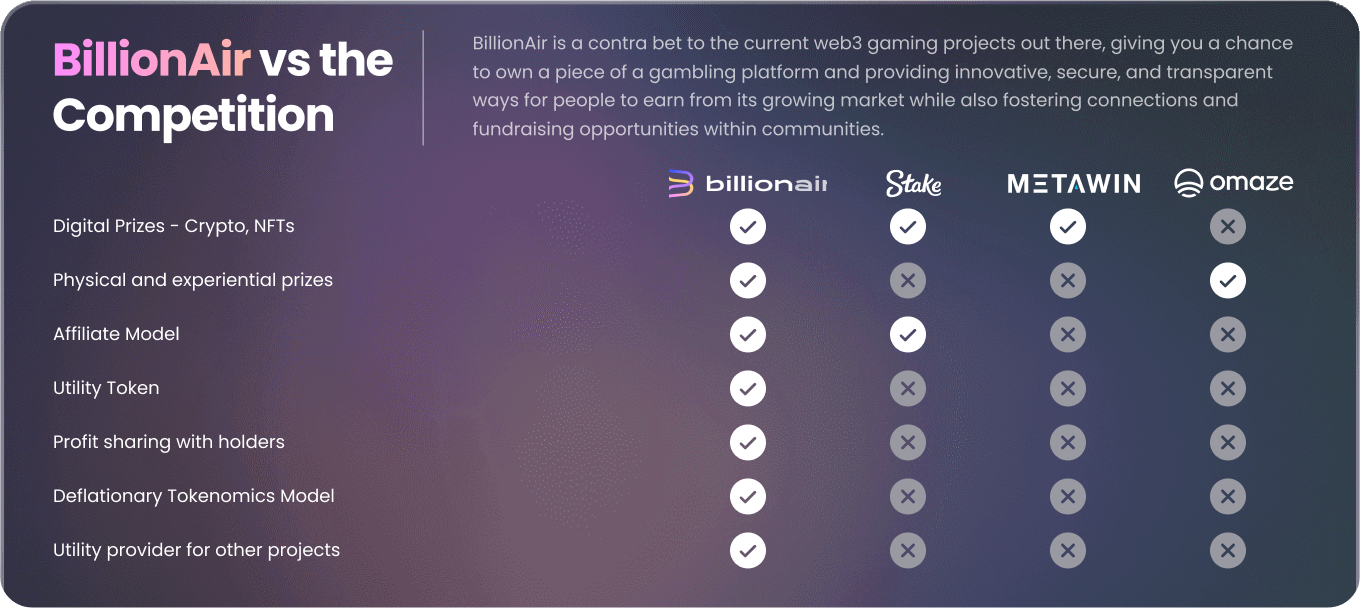 BillionAir vs the
Competition
BillionAir is a contra bet to the current web3 gaming projects out there, giving you a chance
to own a piece of a gambling platform and providing innovative, secure, and transparent
ways for people to earn from its growing market while also fostering connections and
fundraising opportunities within communities.
billionair Stake METAWIN omaze
Digital Prizes - Crypto, NFTs
Physical and experiential prizes
Affiliate Model
Utility Token
Profit sharing with holders
Deflationary Tokenomics Model
Utility provider for other projects